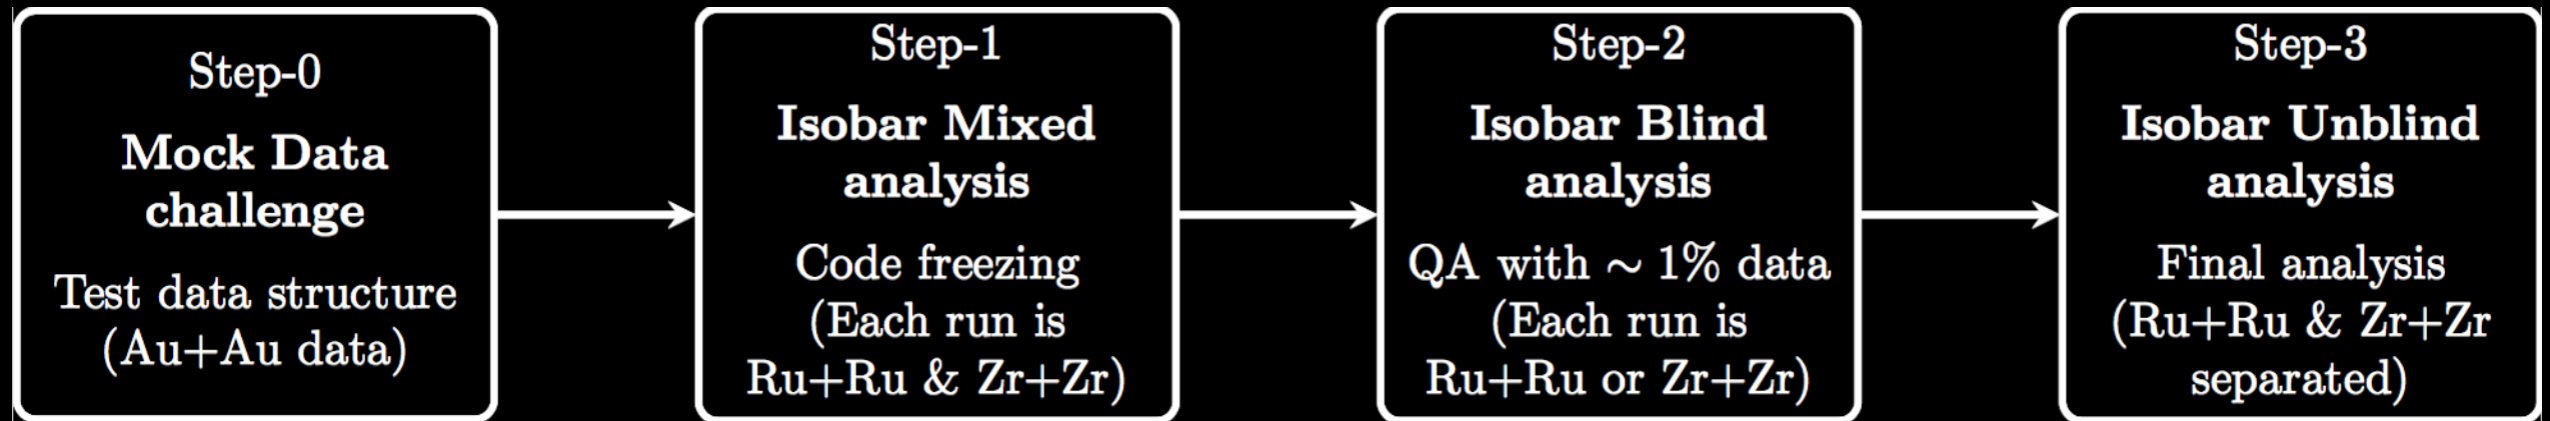 Step-0
Mock Data
challenge
Test data structure
(Au+Au data)
Step-1
Isobar Mixed
analysis
Code freezing
(Each run is
Ru+Ru & Zr+Zr)
Step-2
Isobar Blind
analysis
QA with ∼ 1% data
(Each run is
Ru+Ru or Zr+Zr)
Step-3
Isobar Unblind
analysis
Final analysis
(Ru+Ru & Zr+Zr
separated)